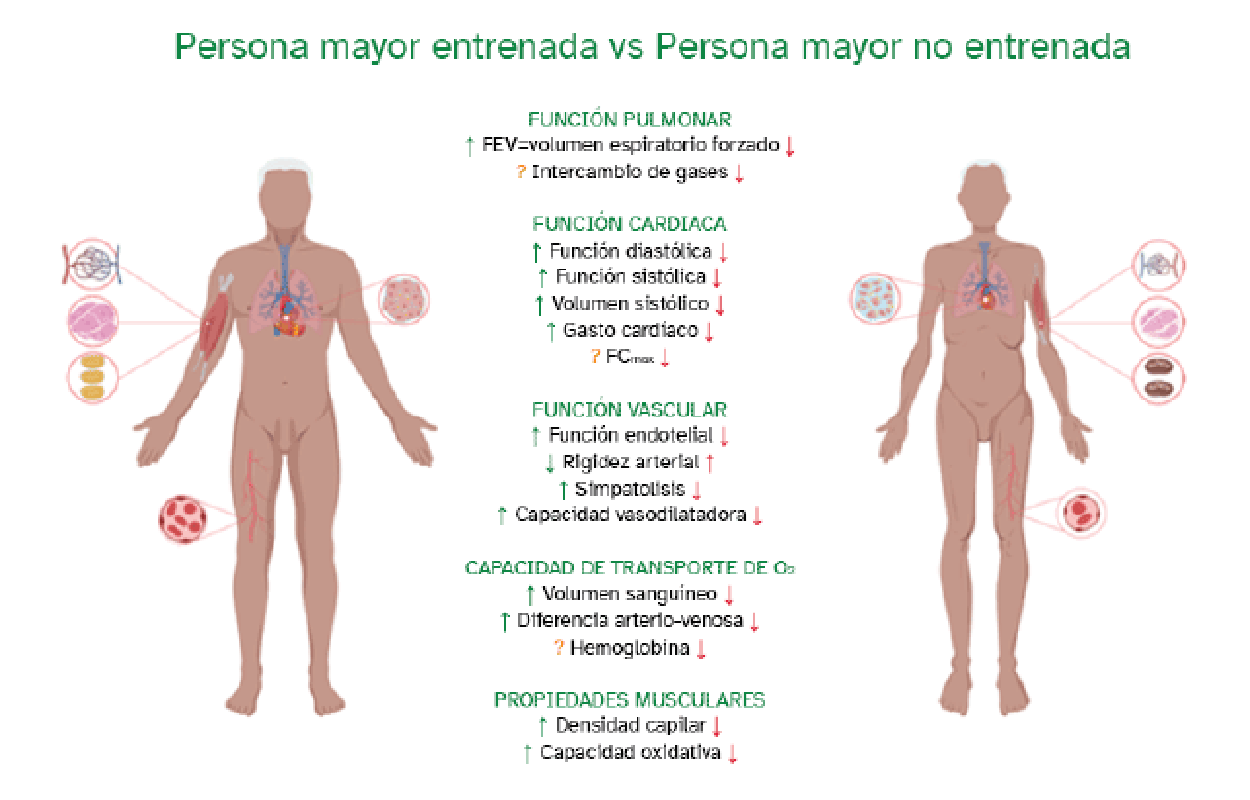 Persona mayor entrenada vs Persona mayor no entrenada
FUNCIÓN PULMONAR
↑ FEV=volumen espiratorio forzado ↓
? Intercambio de gases ↓
FUNCIÓN CARDIACA
↑ Función diastólica ↓
↑ Función sistólica ↓
↑ Volumen sistólico ↓
↑ Gasto cardíaco ↓
? FCmax ↓
FUNCIÓN VASCULAR
↑ Función endotelial ↓
↓ Rigidez arterial ↑
↑ Simpatolisis ↓
↑ Capacidad vasodilatadora ↓
CAPACIDAD DE TRANSPORTE DE O₂
↑ Volumen sanguíneo ↓
↑ Diferencia arterio-venosa ↓
? Hemoglobina ↓
PROPIEDADES MUSCULARES
↑ Densidad capilar ↓
↑ Capacidad oxidativa ↓